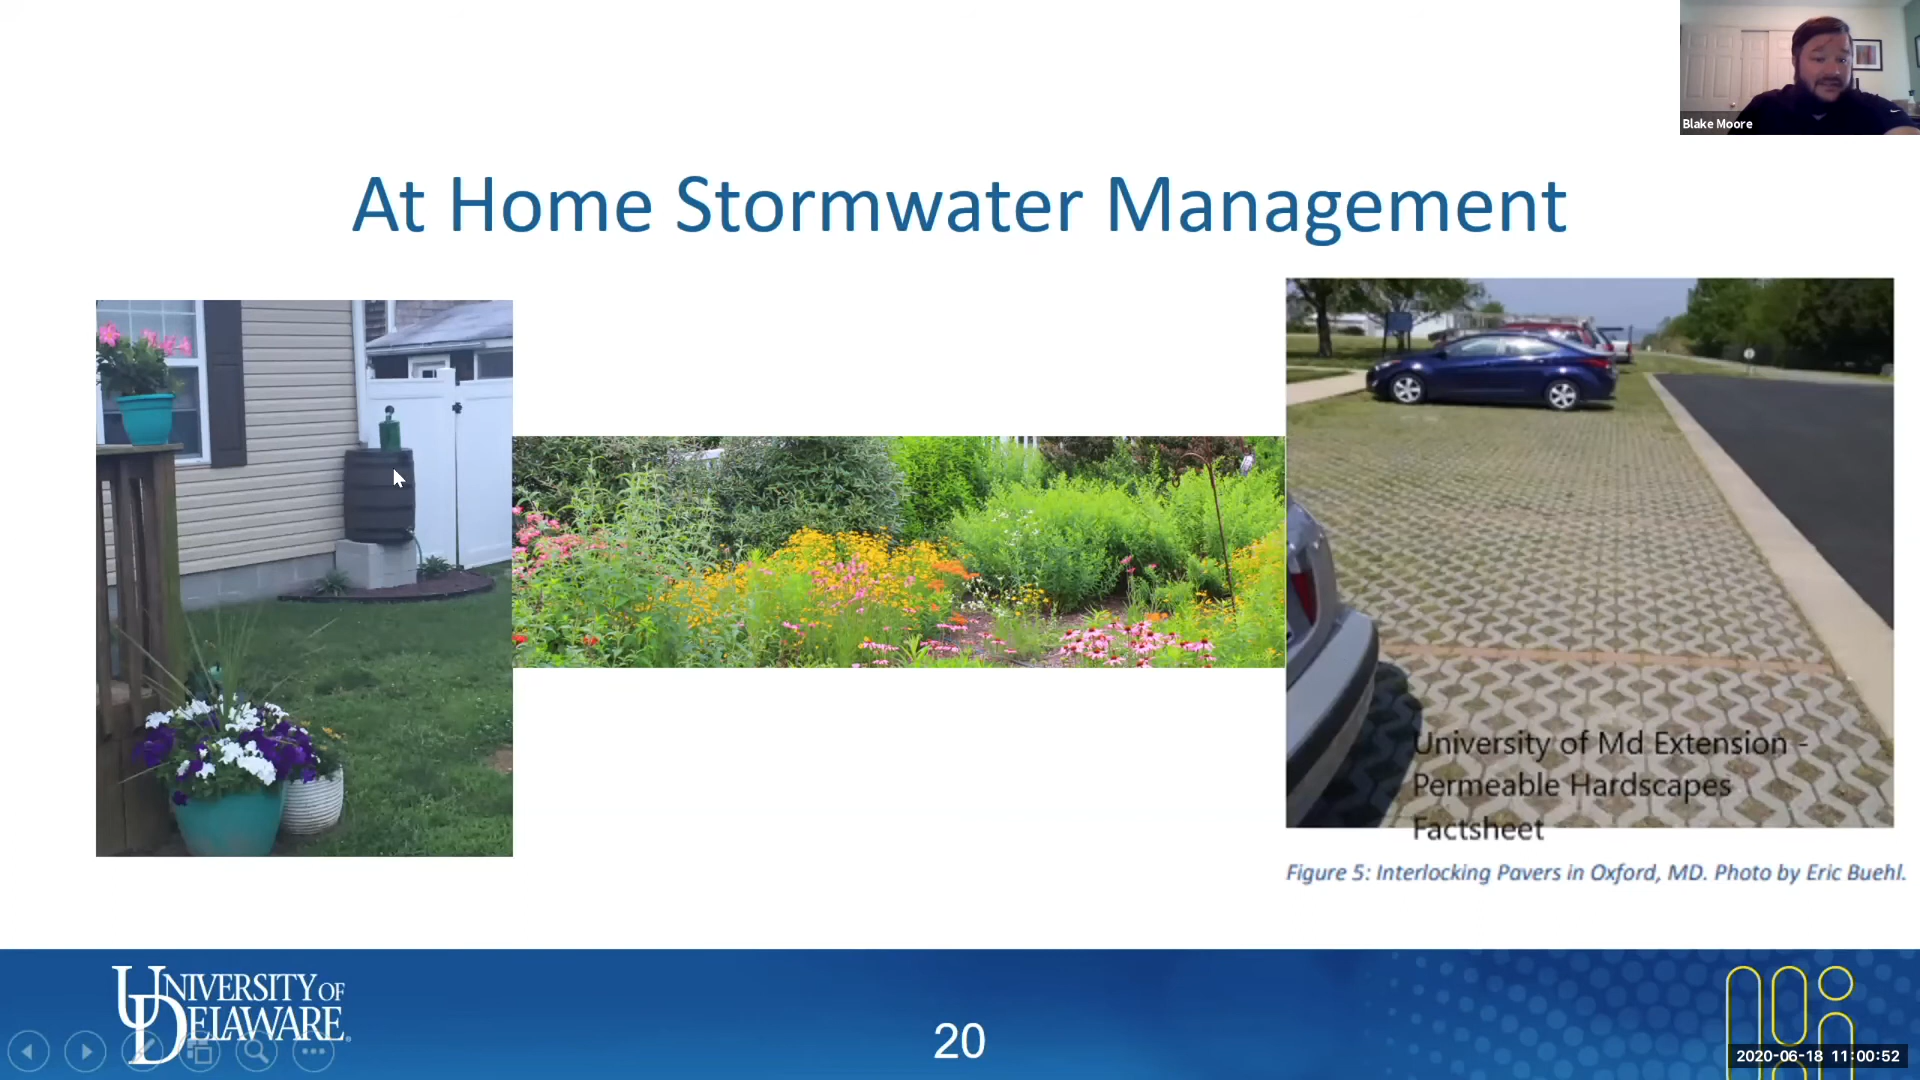 Blake Moore
At Home Stormwater Management
University of Md Extension -
Permeable Hardscapes
Factsheet
Figure 5: Interlocking Pavers in Oxford, MD. Photo by Eric Buehl.
UNIVERSITY OF
DELAWARE.
20
2020-06-18 11:00:52